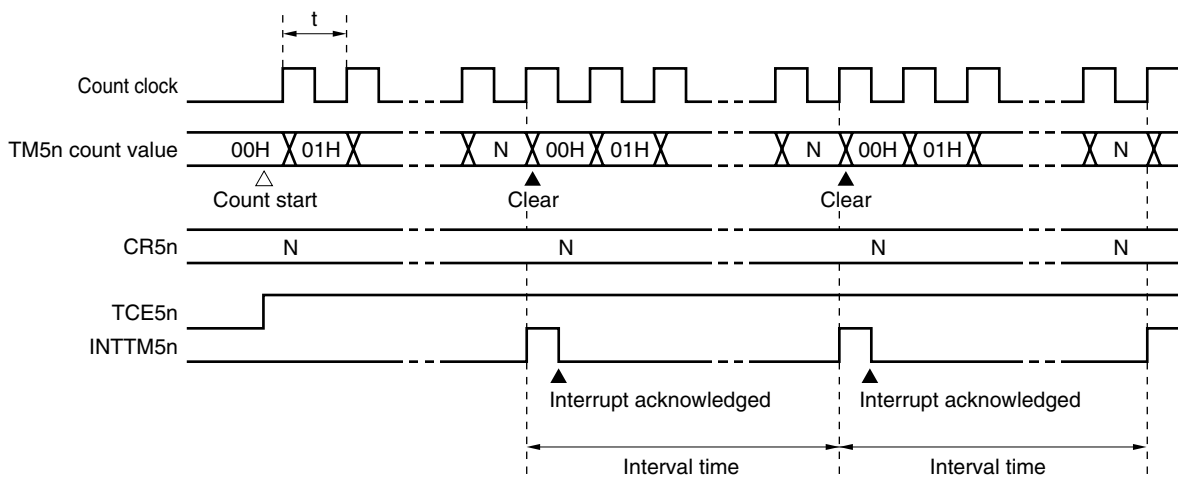 t
Count clock
TM5n count value 00H 01H N 00H 01H N 00H 01H N
Count start Clear Clear
CR5n N N N N
TCE5n
INTTM5n
Interrupt acknowledged Interrupt acknowledged
Interval time Interval time